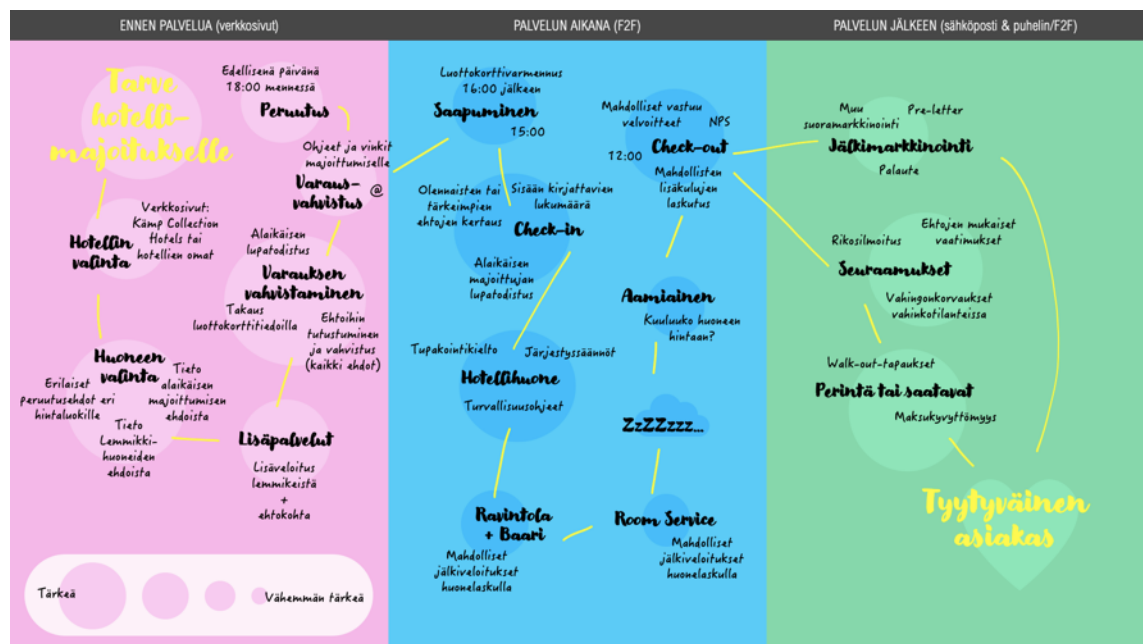 ENNEN PALVELUA (verkkosivut)
Tarve
hotelli-
majoitukselle
Edellisenä päivänä
18:00 mennessä
Peruutus
Ohjeet ja vinkit
majoittumiselle
Varaus-
vahvistus
@
Verkkosivut:
Kämp Collection
Hotels tai
hotellien omat
Hotellin
valinta
Alaikäisen
lupatodistus
Varauksen
vahvistaminen
Takaus
luottokorttitiedoilla
Ehtoihin
tutustuminen
ja vahvistus
(kaikki ehdot)
Huoneen
valinta
Erilaiset
peruutusehdot eri
hintaluokille
Tieto
alaikäisen
majoittumisen
ehdoista
Tieto
Lemmikki-
huoneiden
ehdoista
Lisäpalvelut
Lisäveloitus
lemmikeistä
+
ehtokohta
Tärkeä
Vähemmän tärkeä
PALVELUN AIKANA (F2F)
Luottokorttivarmennus
16:00 jälkeen
Saapuminen
15:00
Olennaisten tai
tärkeimpien
ehtojen kertaus
Sisään kirjattavien
lukumäärä
Check-in
Alaikäisen
majoittujan
lupatodistus
Tupakointikielto
Järjestyssäännöt
Hotellihuone
Turvallisuusohjeet
Ravintola
+ Baari
Mahdolliset
jälkiveloitukset
huonelaskulla
Room Service
Mahdolliset
jälkiveloitukset
huonelaskulla
ZzZZzzz...
Aamiainen
Kuuluuko huoneen
hintaan?
Mahdolliset vastuu
velvoitteet
NPS
12:00
Check-out
Mahdollisten
lisäkulujen
laskutus
PALVELUN JÄLKEEN (sähköposti & puhelin/F2F)
Muu
suoramarkkinointi
Pre-letter
Jälkimarkkinointi
Palaute
Rikosilmoitus
Ehtojen mukaiset
vaatimukset
Seuraamukset
Vahingonkorvaukset
vahinkotilanteissa
Walk-out-tapaukset
Perintä tai saatavat
Maksukyvyttömyys
Tyytyväinen
asiakas